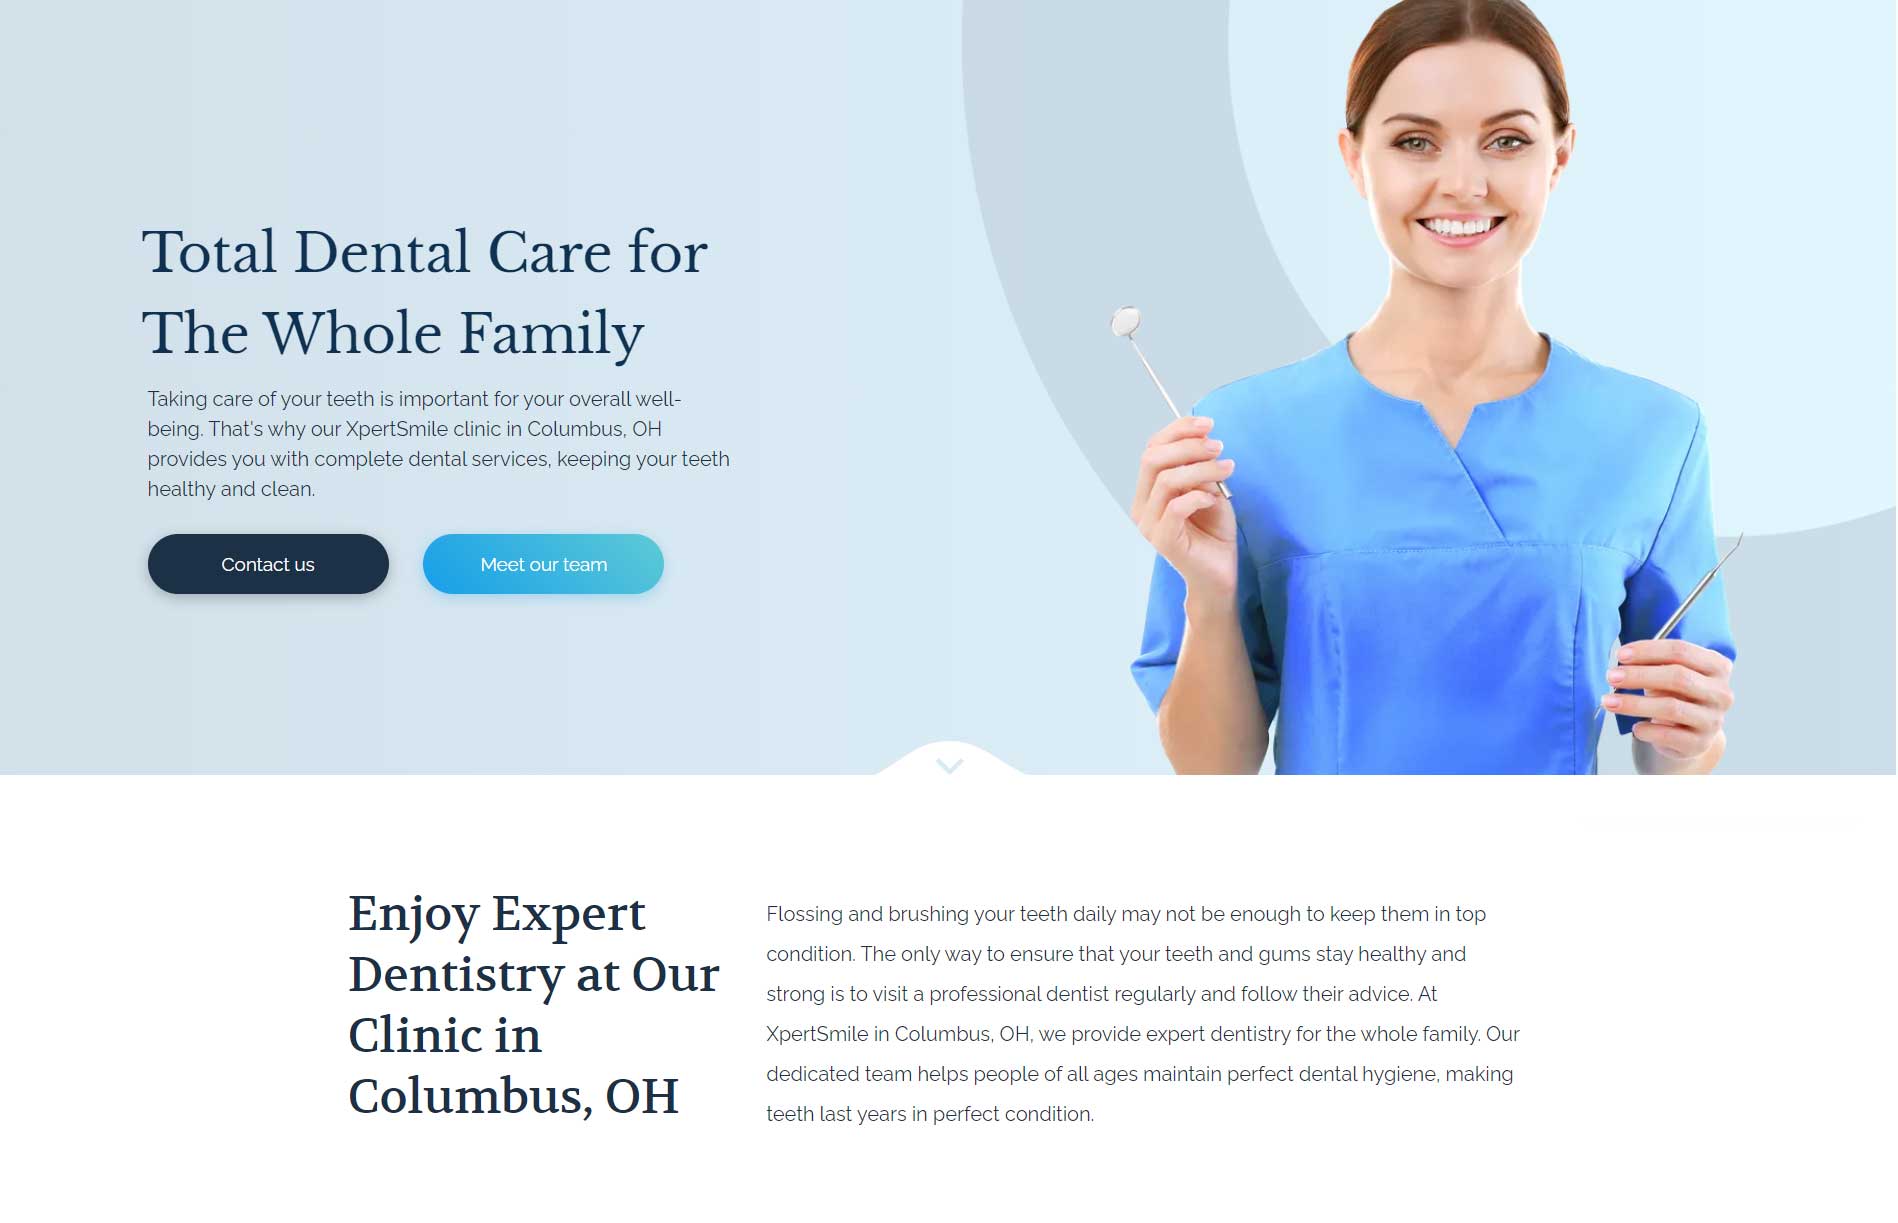 Total Dental Care for
The Whole Family
Taking care of your teeth is important for your overall well-
being. That's why our XpertSmile clinic in Columbus, OH
provides you with complete dental services, keeping your teeth
healthy and clean.
Contact us
Meet our team
Enjoy Expert
Dentistry at Our
Clinic in
Columbus, OH
Flossing and brushing your teeth daily may not be enough to keep them in top
condition. The only way to ensure that your teeth and gums stay healthy and
strong is to visit a professional dentist regularly and follow their advice. At
XpertSmile in Columbus, OH, we provide expert dentistry for the whole family. Our
dedicated team helps people of all ages maintain perfect dental hygiene, making
teeth last years in perfect condition.